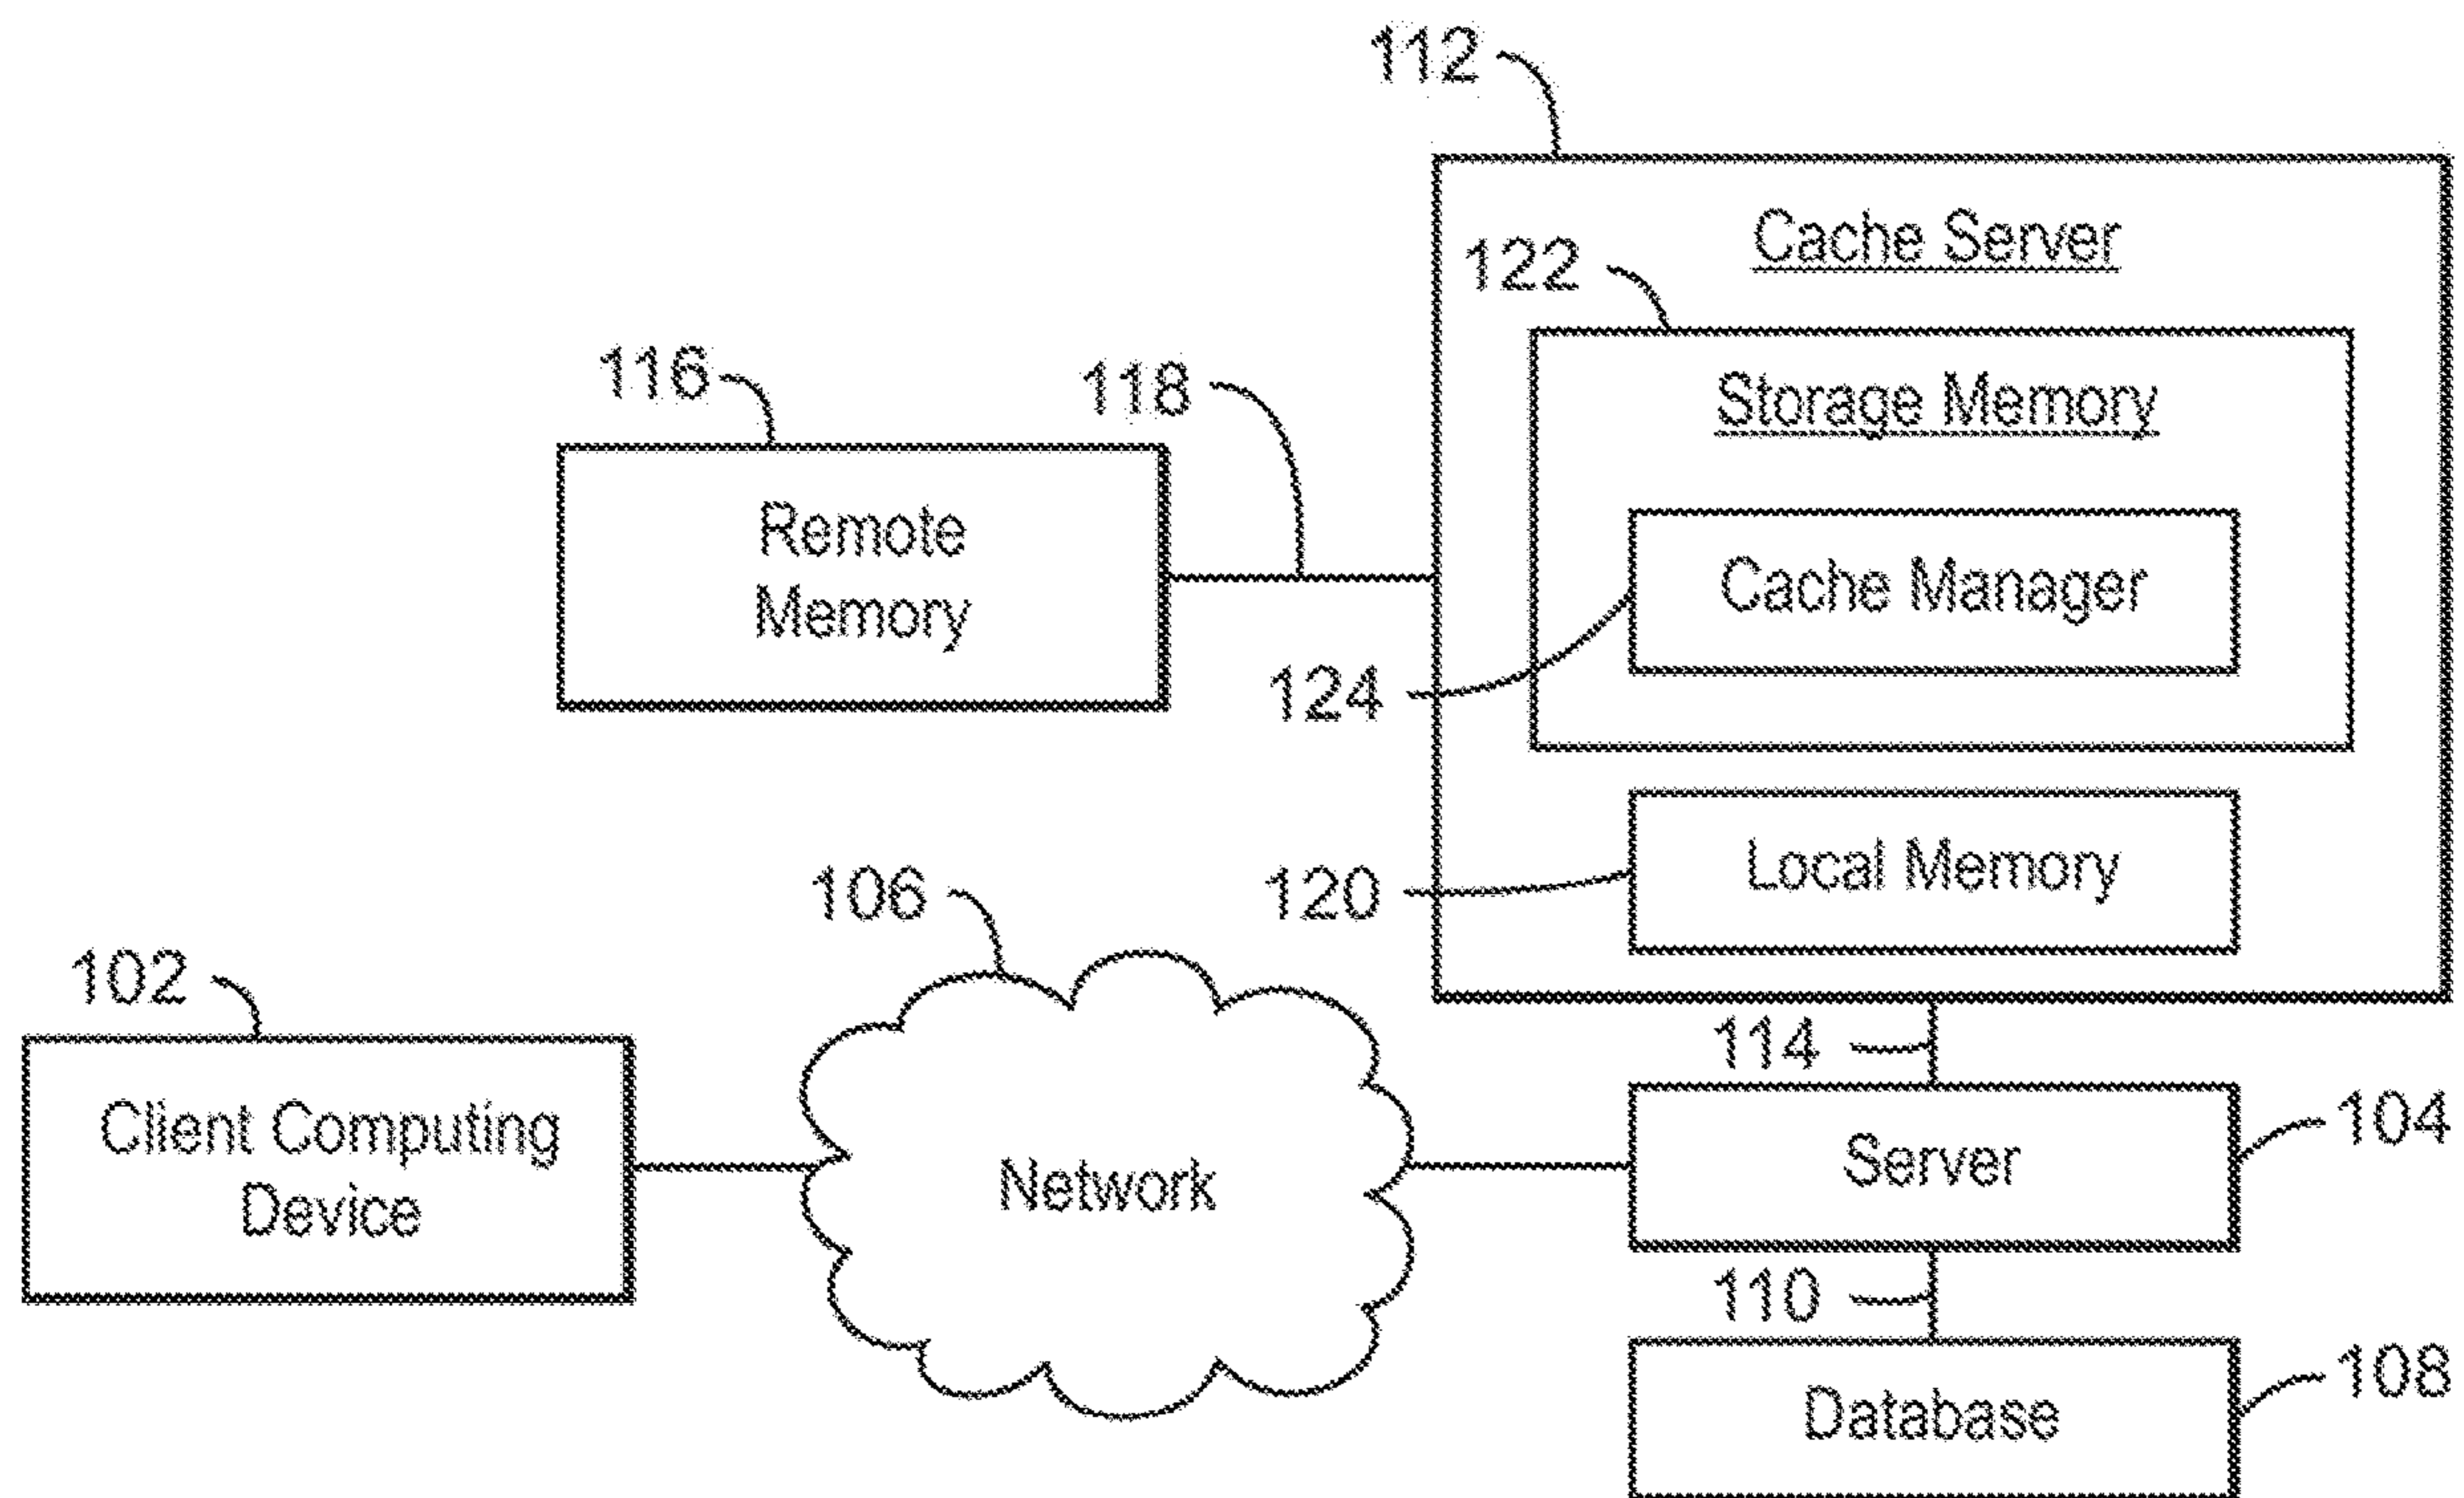 112
Cache Server
122
116
118
Storage Memory
Remote
Memory
Cache Manager
124
Local Memory
106
120
102
114
Client Computing
Device
Network
Server
104
110
Database
108